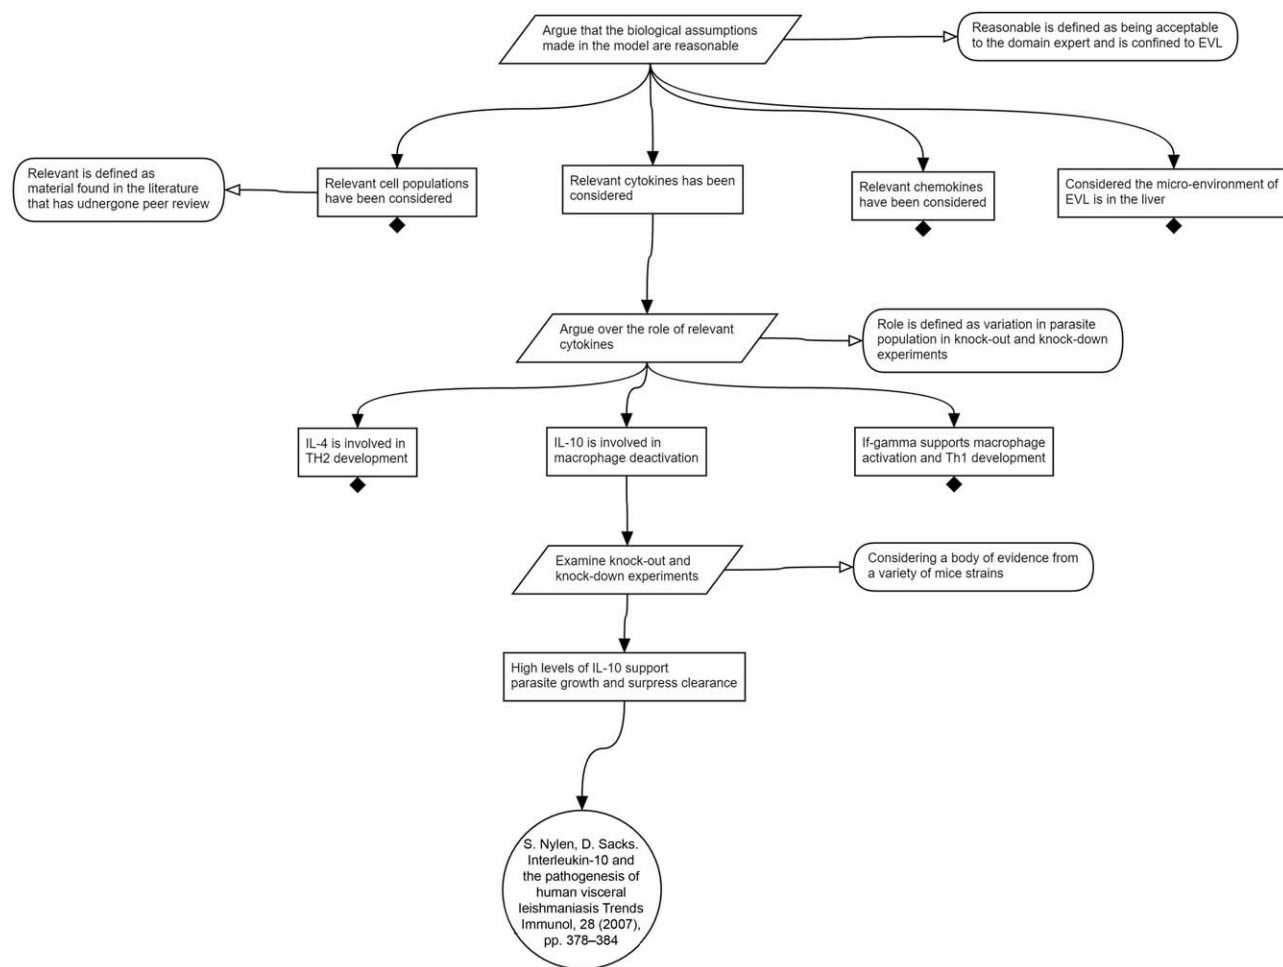 Argue that the biological assumptions
made in the model are reasonable
Reasonable is defined as being acceptable
to the domain expert and is confined to EVL
Relevant is defined as
material found in the literature
that has udnergone peer review
Relevant cell populations
have been considered
Relevant cytokines has been
considered
Relevant chemokines
have been considered
Considered the micro-environment of
EVL is in the liver
Argue over the role of relevant
cytokines
Role is defined as variation in parasite
population in knock-out and knock-down
experiments
IL-4 is involved in
TH2 development
IL-10 is involved in
macrophage deactivation
If-gamma supports macrophage
activation and Th1 development
Examine knock-out and
knock-down experiments
Considering a body of evidence from
a variety of mice strains
High levels of IL-10 support
parasite growth and surpress clearance
S. Nylen, D. Sacks.
Interleukin-10 and
the pathogenesis of
human visceral
leishmaniasis Trends
Immunol, 28 (2007),
pp. 378–384